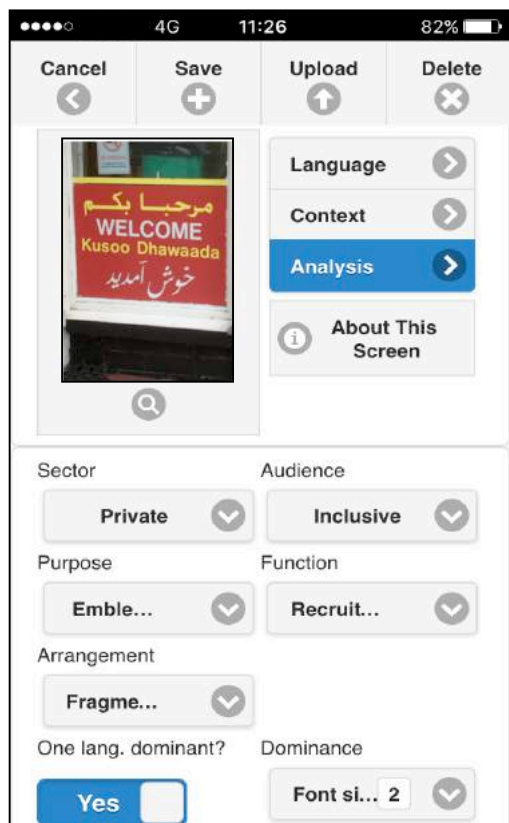 4G 11:26 82%
Cancel Save Upload Delete
مرحبا بكم
WELCOME
Kusoo Dhawaada
خوش آمدید
Language
Context
Analysis
About This
Screen
Sector Audience
Private Inclusive
Purpose Function
Emble... Recruit...
Arrangement
Fragme...
One lang. dominant? Dominance
Yes Font si... 2